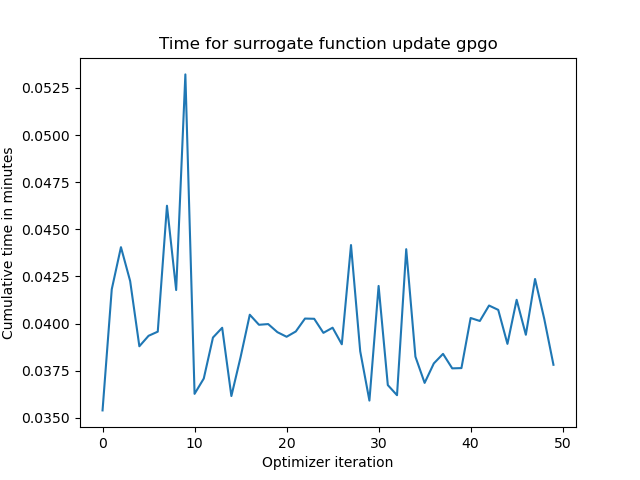 Time for surrogate function update gpgo
Cumulative time in minutes
0.0525
0.0500
0.0475
0.0450
0.0425
0.0400
0.0375
0.0350
0 10 20 30 40 50
Optimizer iteration